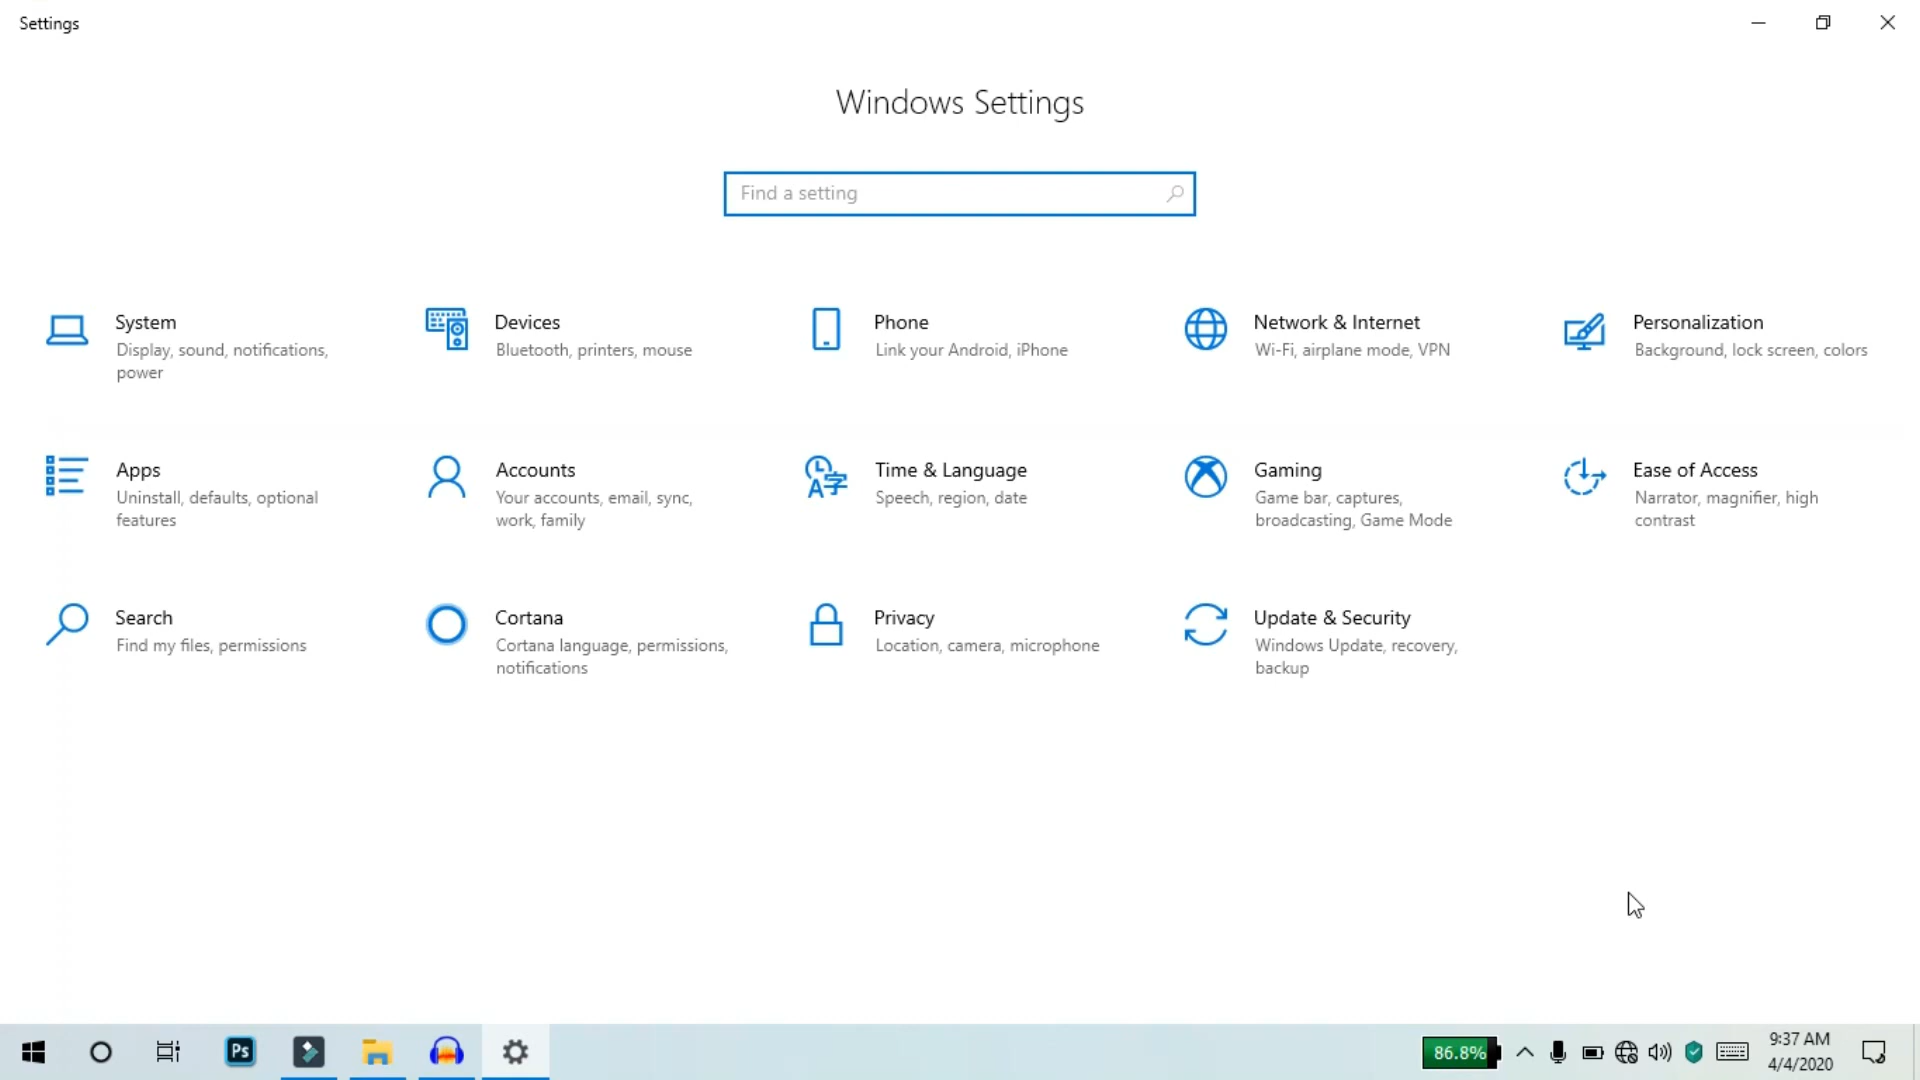 Settings
Windows Settings
Find a setting
System
Display, sound, notifications,
power
Devices
Bluetooth, printers, mouse
Phone
Link your Android, iPhone
Network & Internet
Wi-Fi, airplane mode, VPN
Personalization
Background, lock screen, colors
Apps
Uninstall, defaults, optional
features
Accounts
Your accounts, email, sync,
work, family
Time & Language
Speech, region, date
Gaming
Game bar, captures,
broadcasting, Game Mode
Ease of Access
Narrator, magnifier, high
contrast
Search
Find my files, permissions
Cortana
Cortana language, permissions,
notifications
Privacy
Location, camera, microphone
Update & Security
Windows Update, recovery,
backup
Ps
86.8%
9:37 AM
4/4/2020